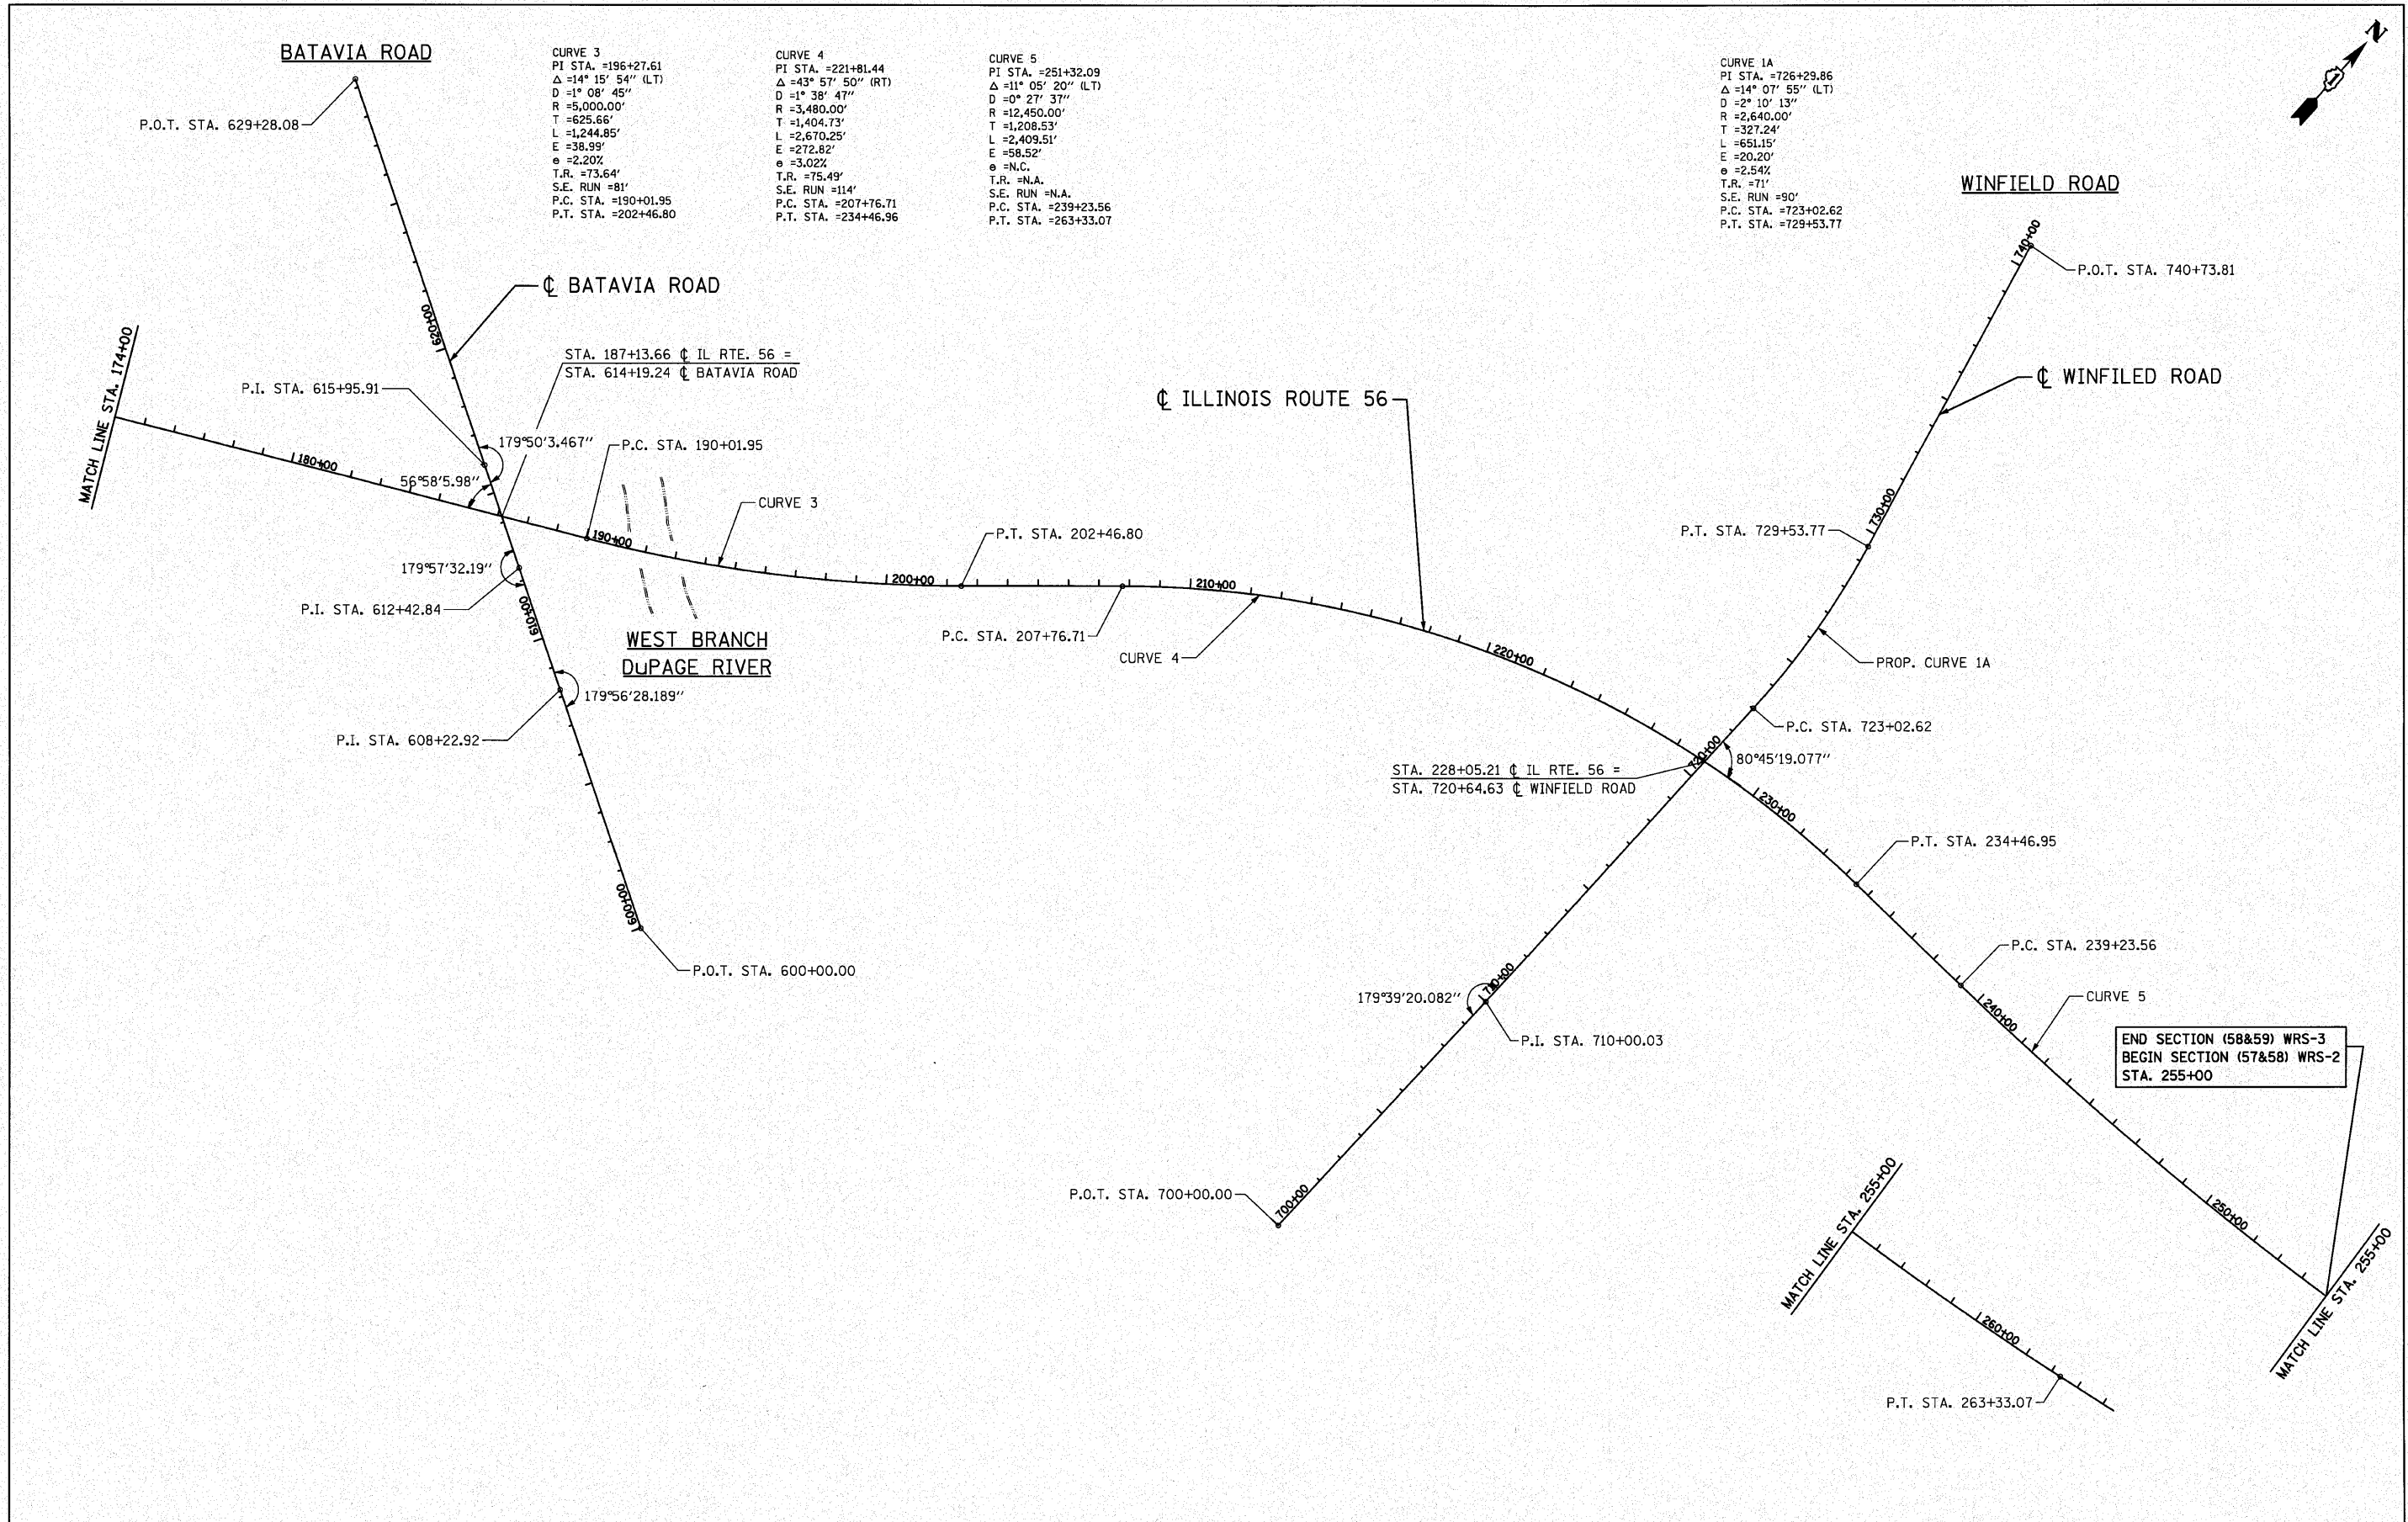 BATAVIA ROAD
P.O.T. STA. 629+28.08
CURVE 3
PI STA. =196+27.61
Δ =14° 15' 54" (LT)
D =1° 08' 45"
R =5,000.00'
T =625.66'
L =1,244.85'
E =38.99'
e =2.20%
T.R. =73.64'
S.E. RUN =81'
P.C. STA. =190+01.95
P.T. STA. =202+46.80
CURVE 4
PI STA. =221+81.44
Δ =43° 57' 50" (RT)
D =1° 38' 47"
R =3,480.00'
T =1,404.73'
L =2,670.25'
E =272.82'
e =3.02%
T.R. =75.49'
S.E. RUN =114'
P.C. STA. =207+76.71
P.T. STA. =234+46.96
CURVE 5
PI STA. =251+32.09
Δ =11° 05' 20" (LT)
D =0° 27' 37"
R =12,450.00'
T =1,208.53'
L =2,409.51'
E =58.52'
e =N.C.
T.R. =N.A.
S.E. RUN =N.A.
P.C. STA. =239+23.56
P.T. STA. =263+33.07
CURVE 1A
PI STA. =726+29.86
Δ =14° 07' 55" (LT)
D =2° 10' 13"
R =2,640.00'
T =327.24'
L =651.15'
E =20.20'
e =2.54%
T.R. =71'
S.E. RUN =90'
P.C. STA. =723+02.62
P.T. STA. =729+53.77
N
1
WINFIELD ROAD
740+00
P.O.T. STA. 740+73.81
℄ BATAVIA ROAD
620+00
MATCH LINE STA. 174+00
STA. 187+13.66 ℄ IL RTE. 56 =
STA. 614+19.24 ℄ BATAVIA ROAD
P.I. STA. 615+95.91
℄ ILLINOIS ROUTE 56
℄ WINFILED ROAD
179°50'3.467"
P.C. STA. 190+01.95
180+00
56°58'5.98"
CURVE 3
190+00
P.T. STA. 202+46.80
730+00
P.T. STA. 729+53.77
179°57'32.19"
200+00
210+00
P.I. STA. 612+42.84
610+00
WEST BRANCH
DuPAGE RIVER
P.C. STA. 207+76.71
CURVE 4
220+00
PROP. CURVE 1A
179°56'28.189"
P.I. STA. 608+22.92
P.C. STA. 723+02.62
720+00
80°45'19.077"
STA. 228+05.21 ℄ IL RTE. 56 =
STA. 720+64.63 ℄ WINFIELD ROAD
230+00
P.T. STA. 234+46.95
600+00
P.O.T. STA. 600+00.00
P.C. STA. 239+23.56
710+00
179°39'20.082"
P.I. STA. 710+00.03
CURVE 5
240+00
END SECTION (58&59) WRS-3
BEGIN SECTION (57&58) WRS-2
STA. 255+00
P.O.T. STA. 700+00.00
700+00
250+00
MATCH LINE STA. 255+00
MATCH LINE STA. 255+00
260+00
P.T. STA. 263+33.07